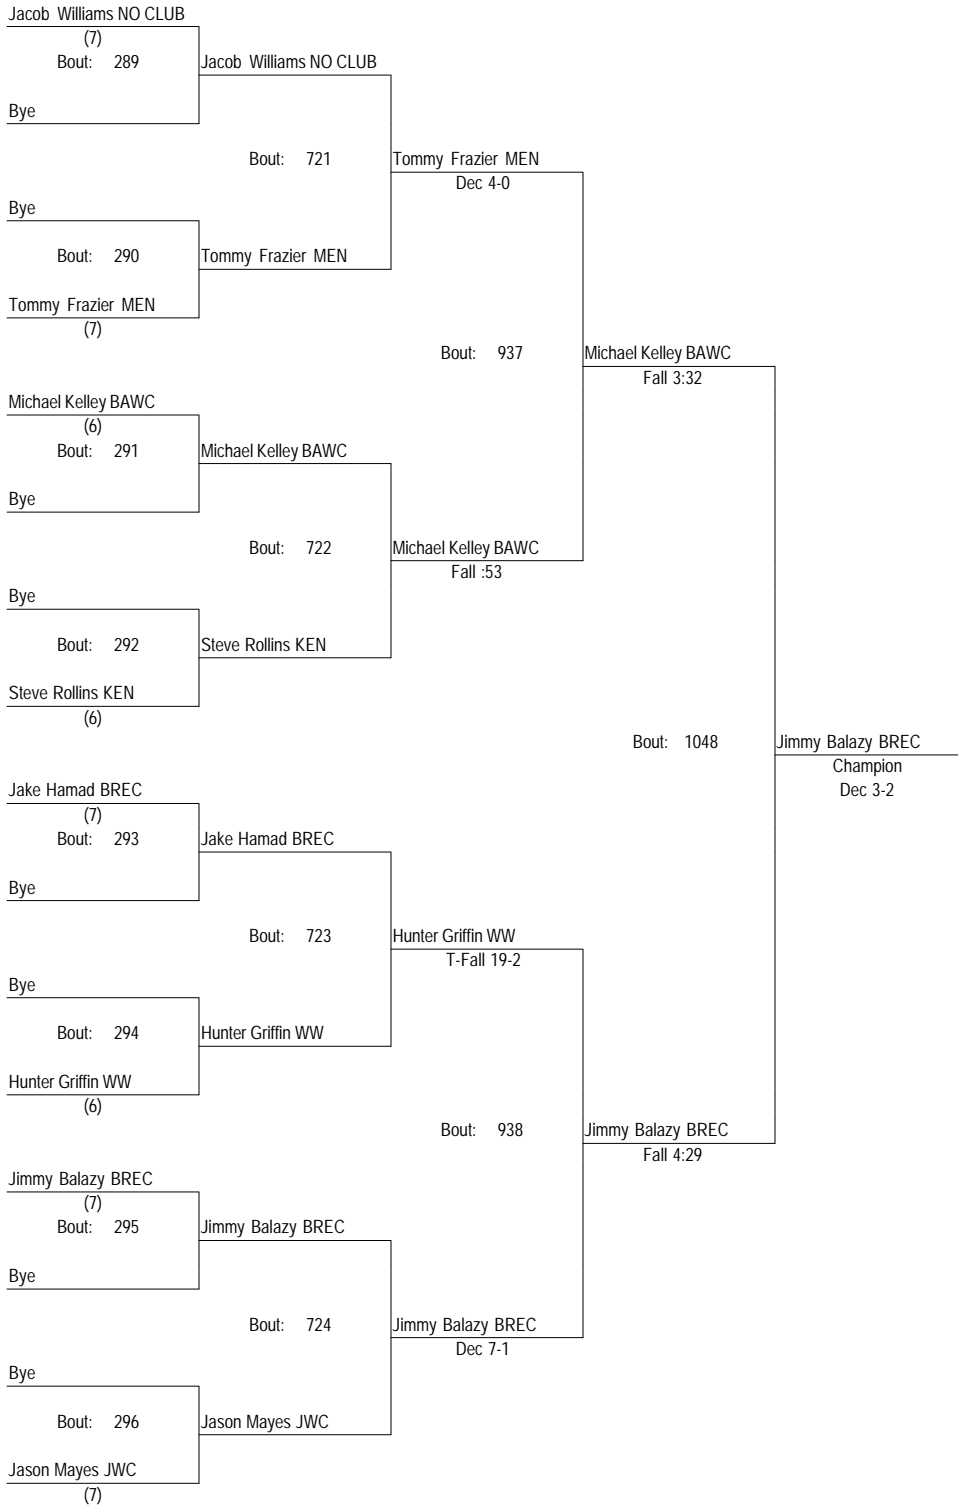 Jacob Williams NO CLUB
(7)
Bout: 289
Jacob Williams NO CLUB
Bye
Bout: 721
Tommy Frazier MEN
Dec 4-0
Bye
Bout: 290
Tommy Frazier MEN
Tommy Frazier MEN
(7)
Bout: 937
Michael Kelley BAWC
Fall 3:32
Michael Kelley BAWC
(6)
Bout: 291
Michael Kelley BAWC
Bye
Bout: 722
Michael Kelley BAWC
Fall :53
Bye
Bout: 292
Steve Rollins KEN
Steve Rollins KEN
(6)
Bout: 1048
Jimmy Balazy BREC
Champion
Dec 3-2
Jake Hamad BREC
(7)
Bout: 293
Jake Hamad BREC
Bye
Bout: 723
Hunter Griffin WW
T-Fall 19-2
Bye
Bout: 294
Hunter Griffin WW
Hunter Griffin WW
(6)
Bout: 938
Jimmy Balazy BREC
Fall 4:29
Jimmy Balazy BREC
(7)
Bout: 295
Jimmy Balazy BREC
Bye
Bout: 724
Jimmy Balazy BREC
Dec 7-1
Bye
Bout: 296
Jason Mayes JWC
Jason Mayes JWC
(7)